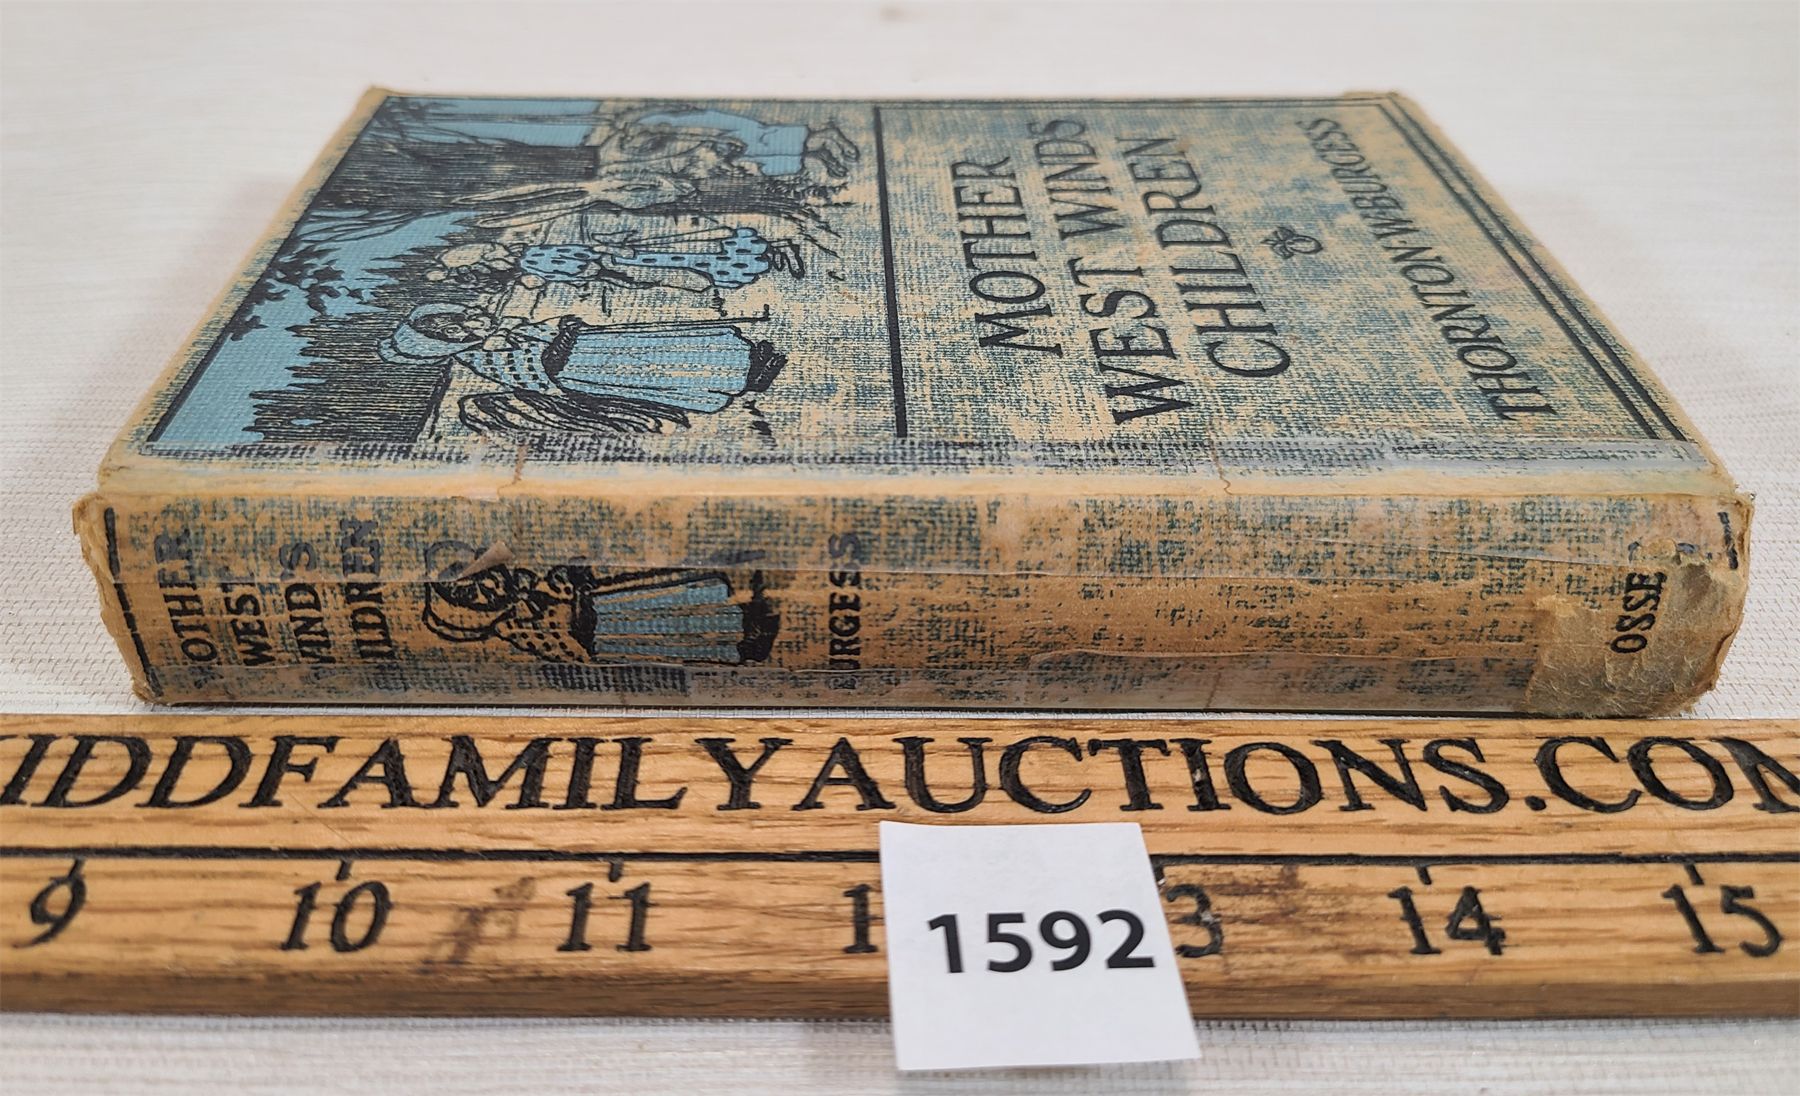 MOTHER
WEST WINDS
CHILDREN
THORNTON·W·BURGESS
MOTHER
WEST
WINDS
ILDREN
BURGESS
OSSE
IDDFAMILYAUCTIONS.COM
9 10 11 1 3 14 15
1592